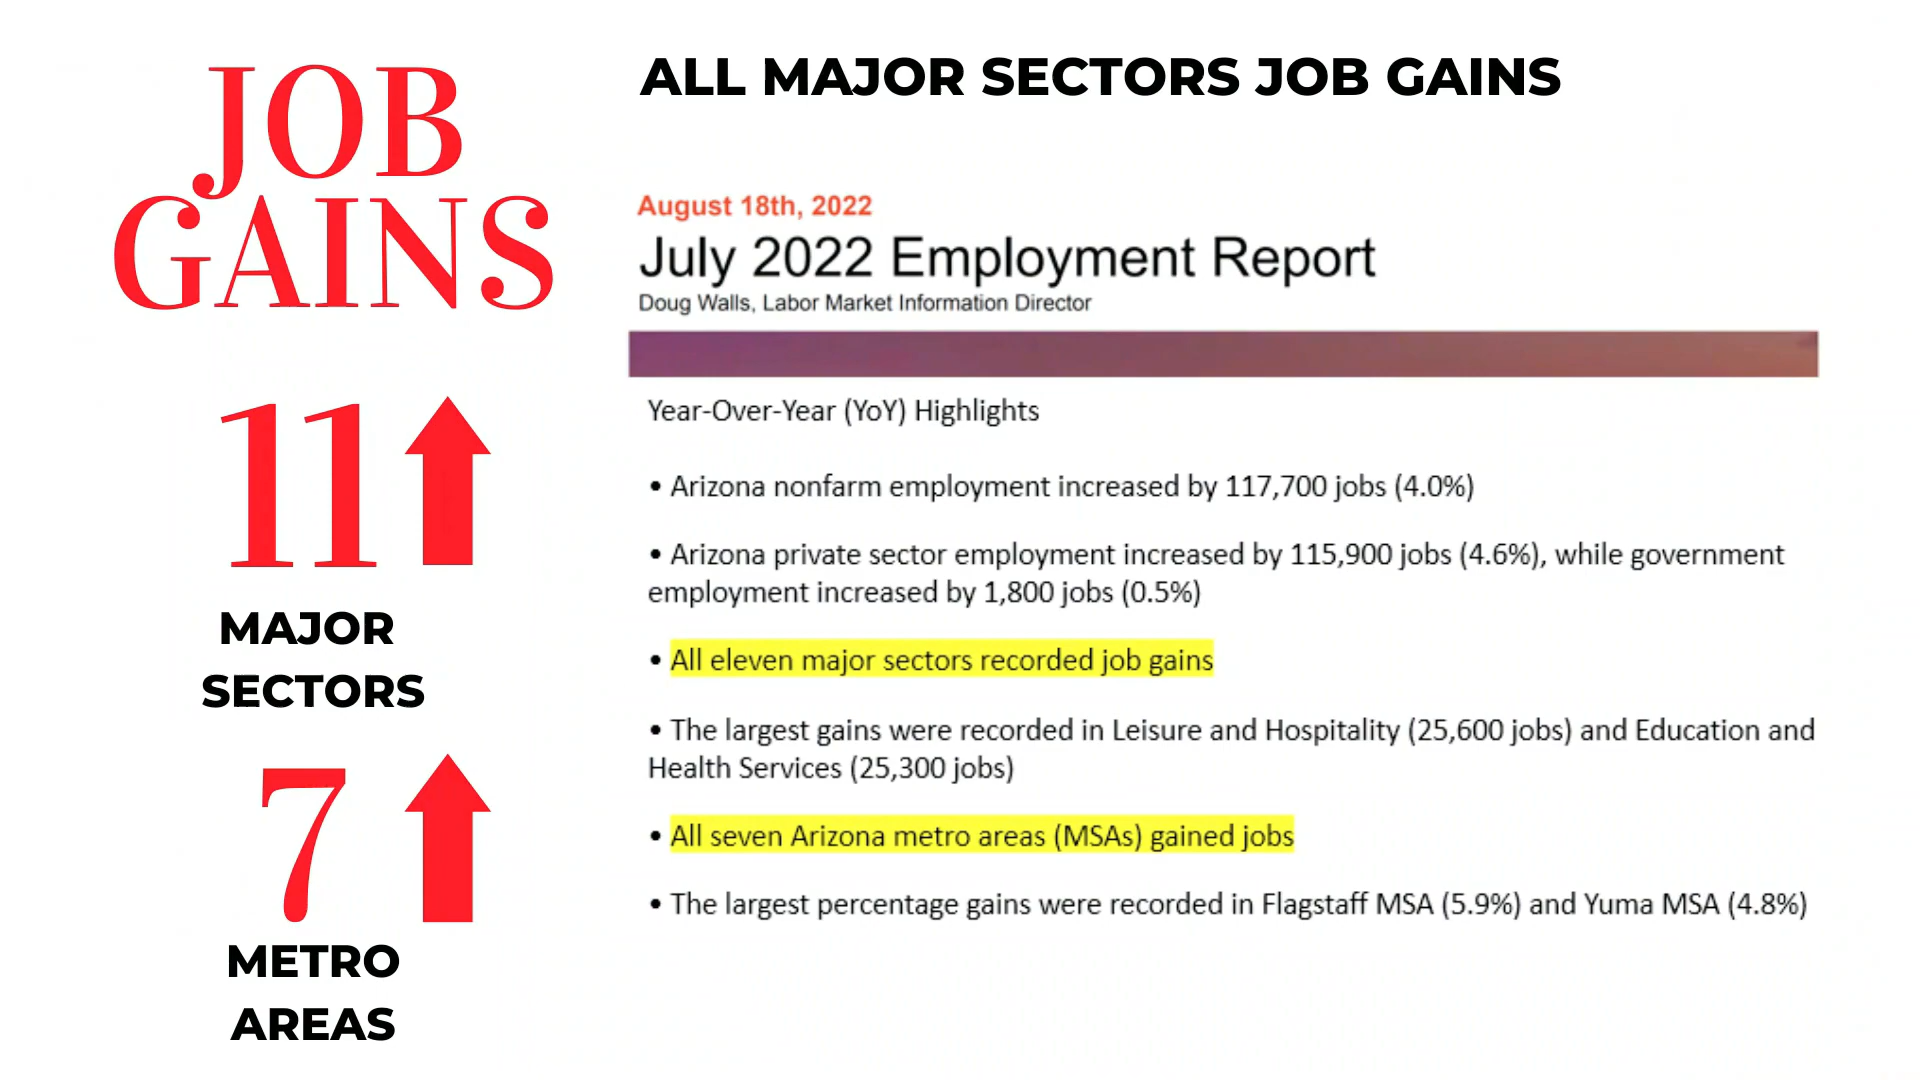 JOB
GAINS
11
MAJOR
SECTORS
7
METRO
AREAS
ALL MAJOR SECTORS JOB GAINS
August 18th, 2022
July 2022 Employment Report
Doug Walls, Labor Market Information Director
Year-Over-Year (YoY) Highlights
• Arizona nonfarm employment increased by 117,700 jobs (4.0%)
• Arizona private sector employment increased by 115,900 jobs (4.6%), while government
employment increased by 1,800 jobs (0.5%)
• All eleven major sectors recorded job gains
• The largest gains were recorded in Leisure and Hospitality (25,600 jobs) and Education and
Health Services (25,300 jobs)
• All seven Arizona metro areas (MSAs) gained jobs
• The largest percentage gains were recorded in Flagstaff MSA (5.9%) and Yuma MSA (4.8%)